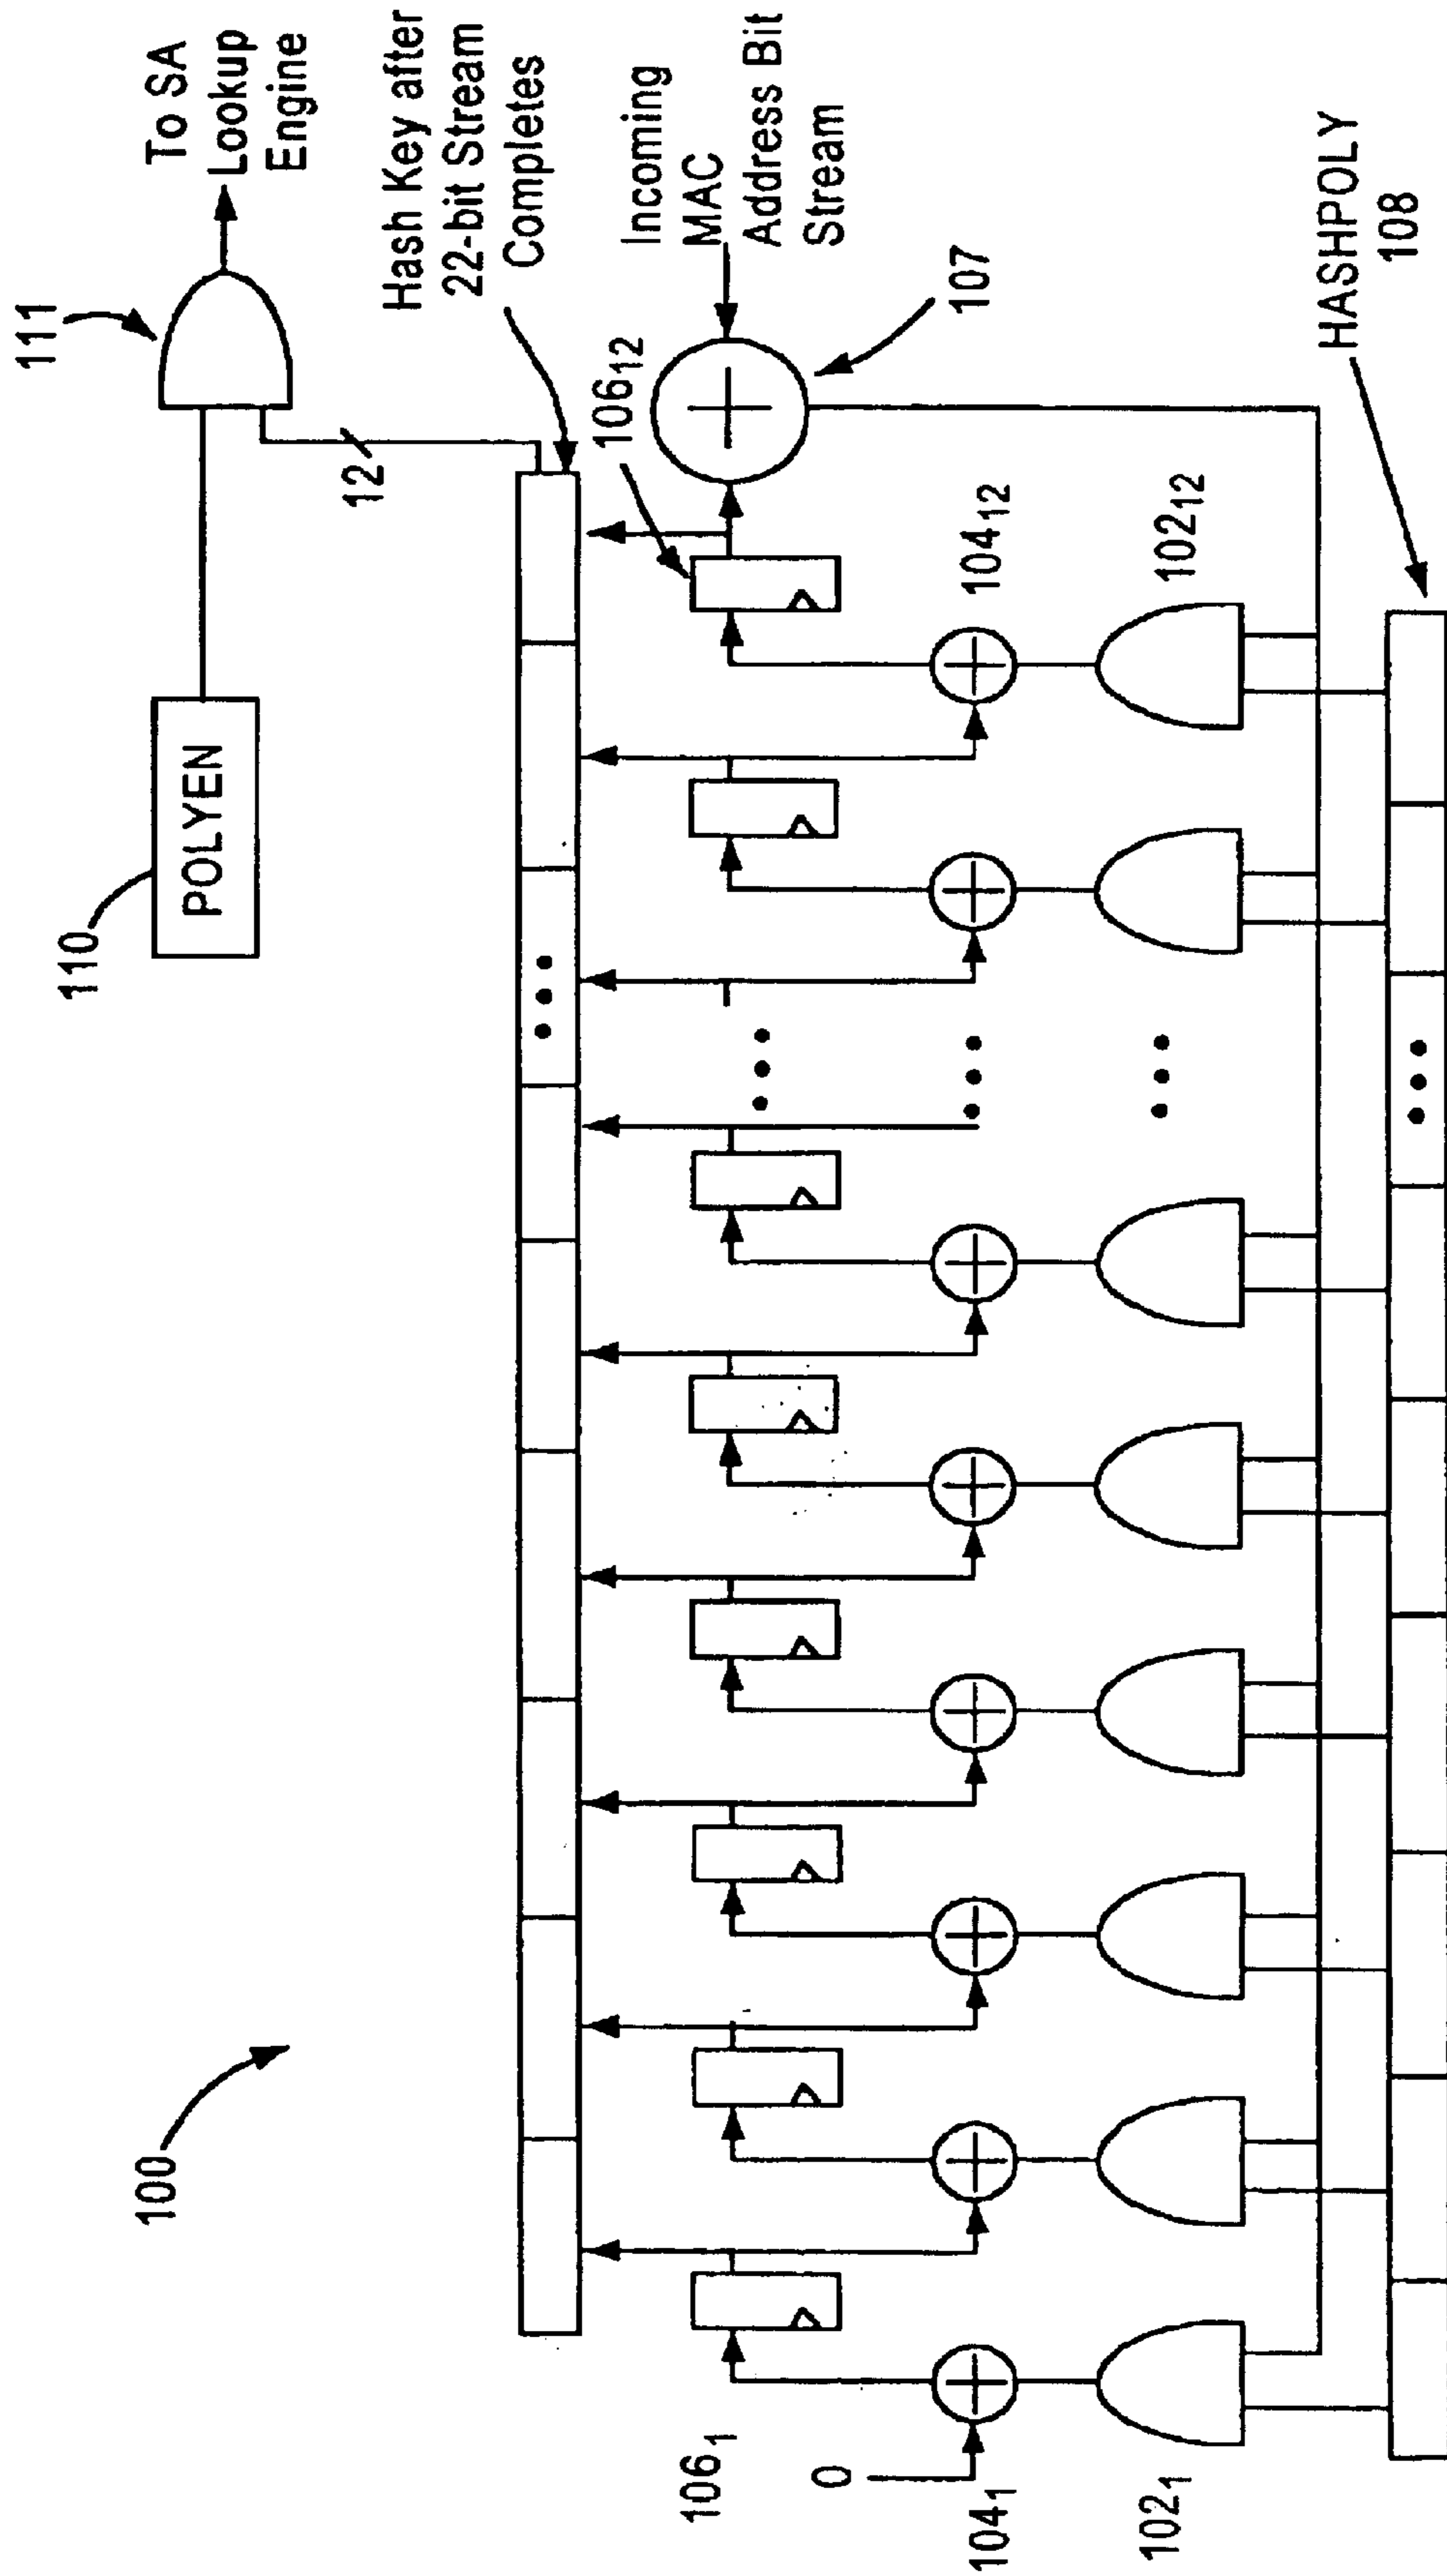 100
110
POLYEN
111
To SA
Lookup
Engine
12
Hash Key after
22-bit Stream
Completes
106₁₂
Incoming
MAC
Address Bit
Stream
107
106₁
0
104₁
104₁₂
102₁
102₁₂
HASHPOLY
108